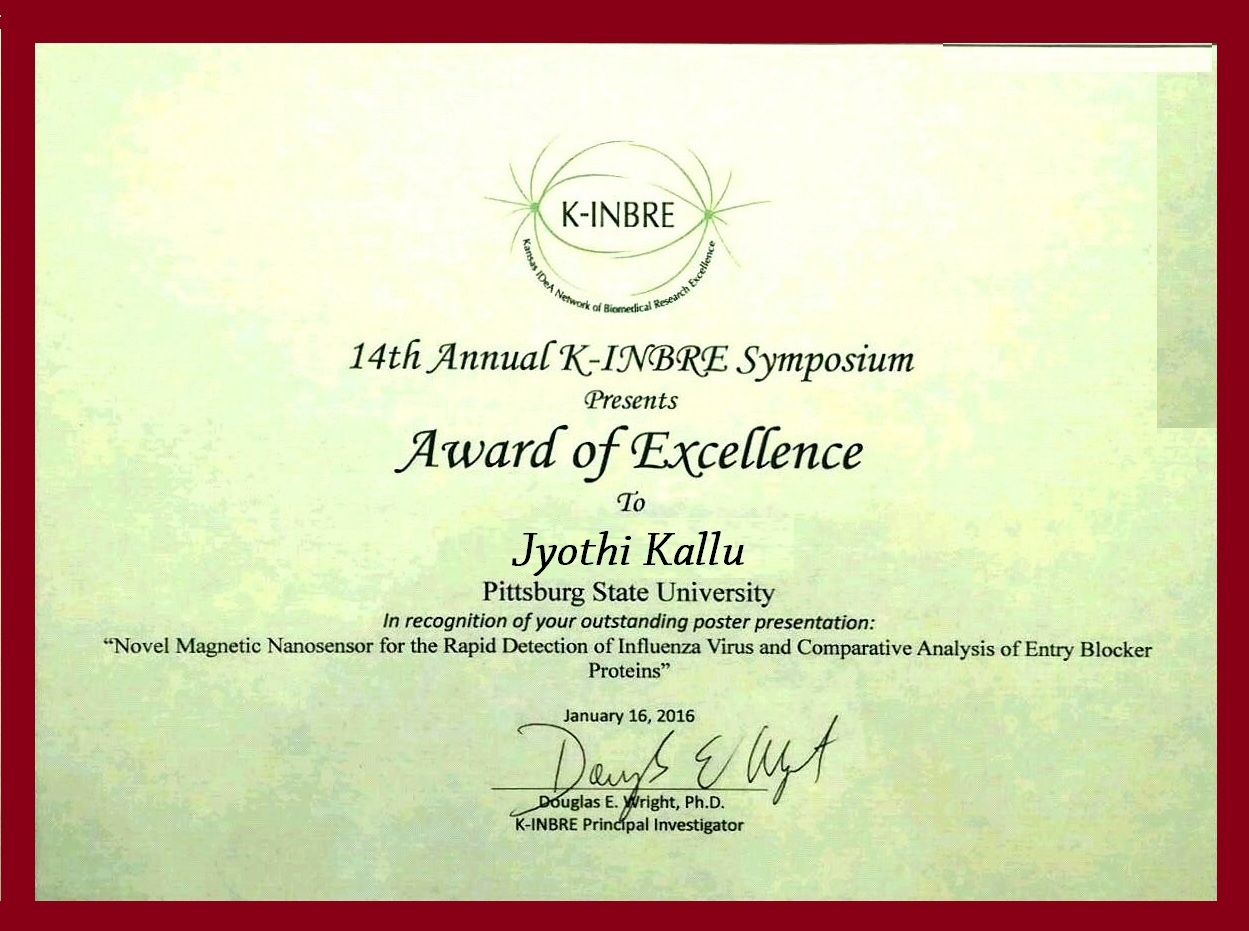 K-INBRE
Kansas IDeA Network of Biomedical Research Excellence
14th Annual K-INBRE Symposium
Presents
Award of Excellence
To
Jyothi Kallu
Pittsburg State University
In recognition of your outstanding poster presentation:
“Novel Magnetic Nanosensor for the Rapid Detection of Influenza Virus and Comparative Analysis of Entry Blocker
Proteins”
January 16, 2016
Douglas E. Wright
Douglas E. Wright, Ph.D.
K-INBRE Principal Investigator